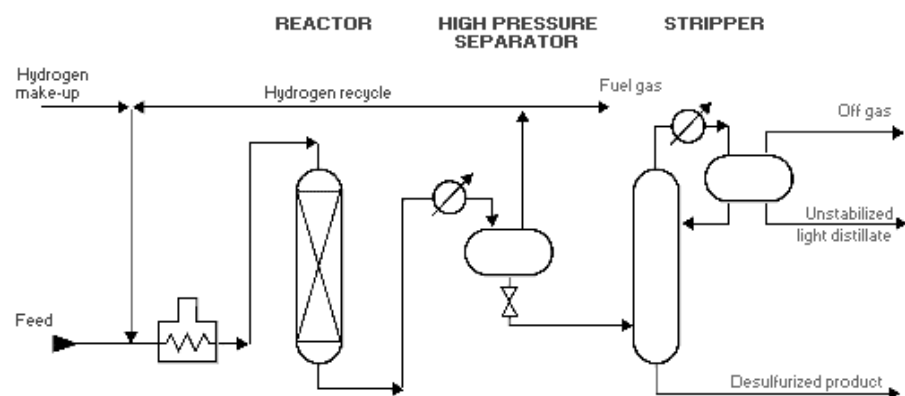 REACTOR
HIGH PRESSURE
SEPARATOR
STRIPPER
Hydrogen
make-up
Hydrogen recycle
Fuel gas
Off gas
Unstabilized
light distillate
Feed
Desulfurized product